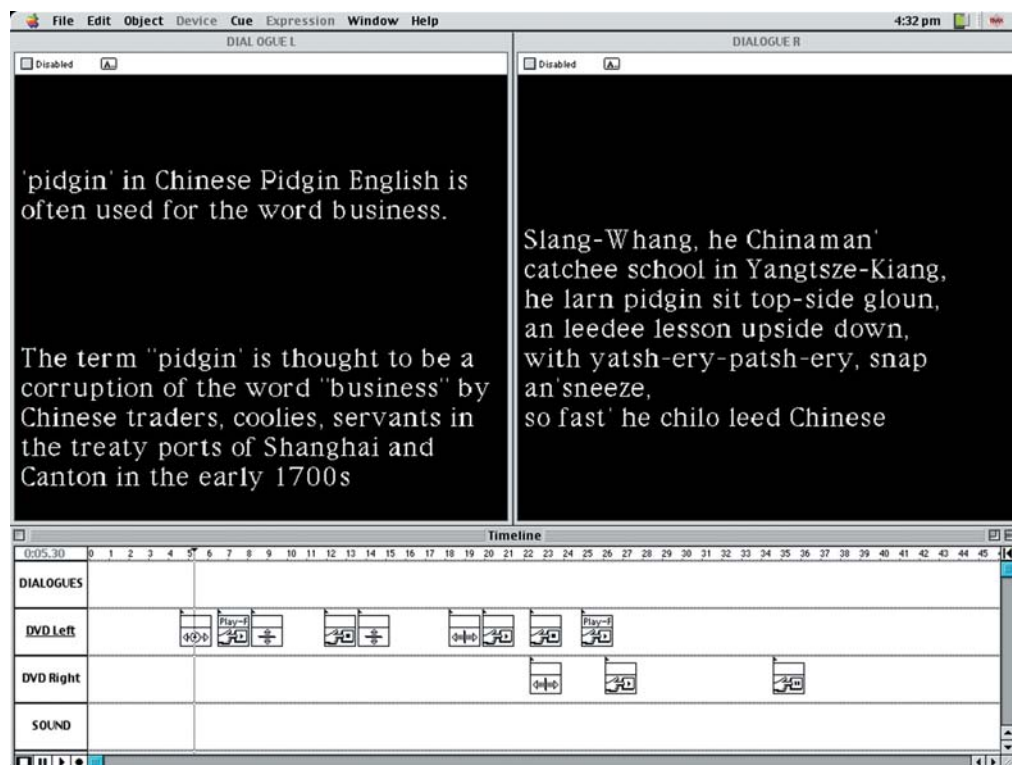 File Edit Object Device Cue Expression Window Help 4:32 pm
DIALOGUE L
DIALOGUE R
Disabled A..
Disabled A..
'pidgin' in Chinese Pidgin English is
often used for the word business.
The term "pidgin' is thought to be a
corruption of the word "business" by
Chinese traders, coolies, servants in
the treaty ports of Shanghai and
Canton in the early 1700s
Slang-Whang, he Chinaman'
catchee school in Yangtsze-Kiang,
he larn pidgin sit top-side gloun,
an leedee lesson upside down,
with yatsh-ery-patsh-ery, snap
an'sneeze,
so fast' he chilo leed Chinese
Timeline
0:05.30 0 1 2 3 4 5 6 7 8 9 10 11 12 13 14 15 16 17 18 19 20 21 22 23 24 25 26 27 28 29 30 31 32 33 34 35 36 37 38 39 40 41 42 43 44 45
DIALOGUES
DVD Left
Play-F
Play-F
DVD Right
SOUND